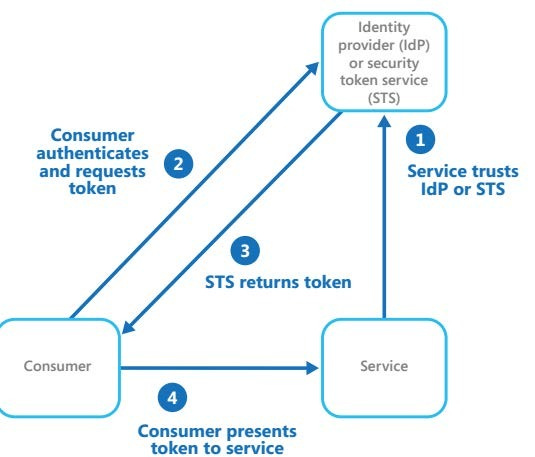 Identity
provider (IdP)
or security
token service
(STS)
1
Service trusts
IdP or STS
Consumer
authenticates
and requests
token
2
3
STS returns token
Consumer
Service
4
Consumer presents
token to service